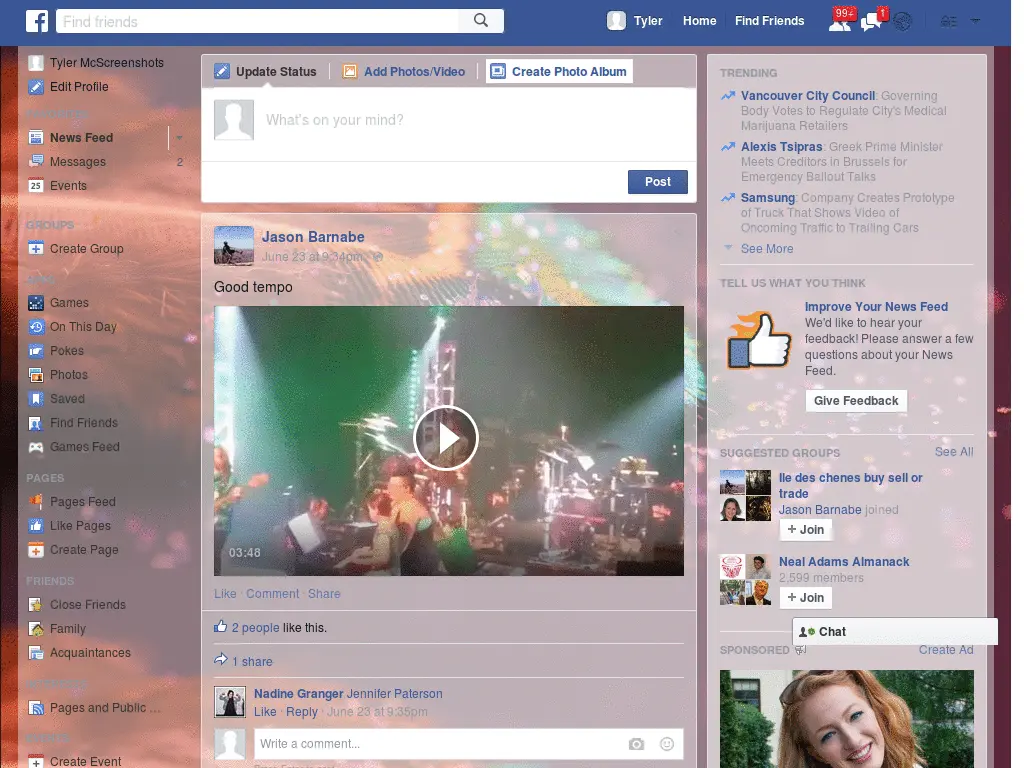 Find friends
Tyler
Home
Find Friends
99+
1
Tyler McScreenshots
Edit Profile
News Feed
Messages
2
Events
GROUPS
Create Group
Games
On This Day
Pokes
Photos
Saved
Find Friends
Games Feed
PAGES
Pages Feed
Like Pages
Create Page
FRIENDS
Close Friends
Family
Acquaintances
Pages and Public ...
Create Event
Update Status
Add Photos/Video
Create Photo Album
What's on your mind?
Post
Jason Barnabe
June 23 at 9:34pm ·
Good tempo
03:48
Like · Comment · Share
2 people like this.
1 share
Nadine Granger Jennifer Paterson
Like · Reply · June 23 at 9:35pm
Write a comment...
TRENDING
Vancouver City Council: Governing
Body Votes to Regulate City's Medical
Marijuana Retailers
Alexis Tsipras: Greek Prime Minister
Meets Creditors in Brussels for
Emergency Bailout Talks
Samsung: Company Creates Prototype
of Truck That Shows Video of
Oncoming Traffic to Trailing Cars
See More
TELL US WHAT YOU THINK
Improve Your News Feed
We'd like to hear your
feedback! Please answer a few
questions about your News
Feed.
Give Feedback
SUGGESTED GROUPS
See All
Ile des chenes buy sell or
trade
Jason Barnabe joined
+ Join
Neal Adams Almanack
2,599 members
+ Join
Chat
SPONSORED
Create Ad